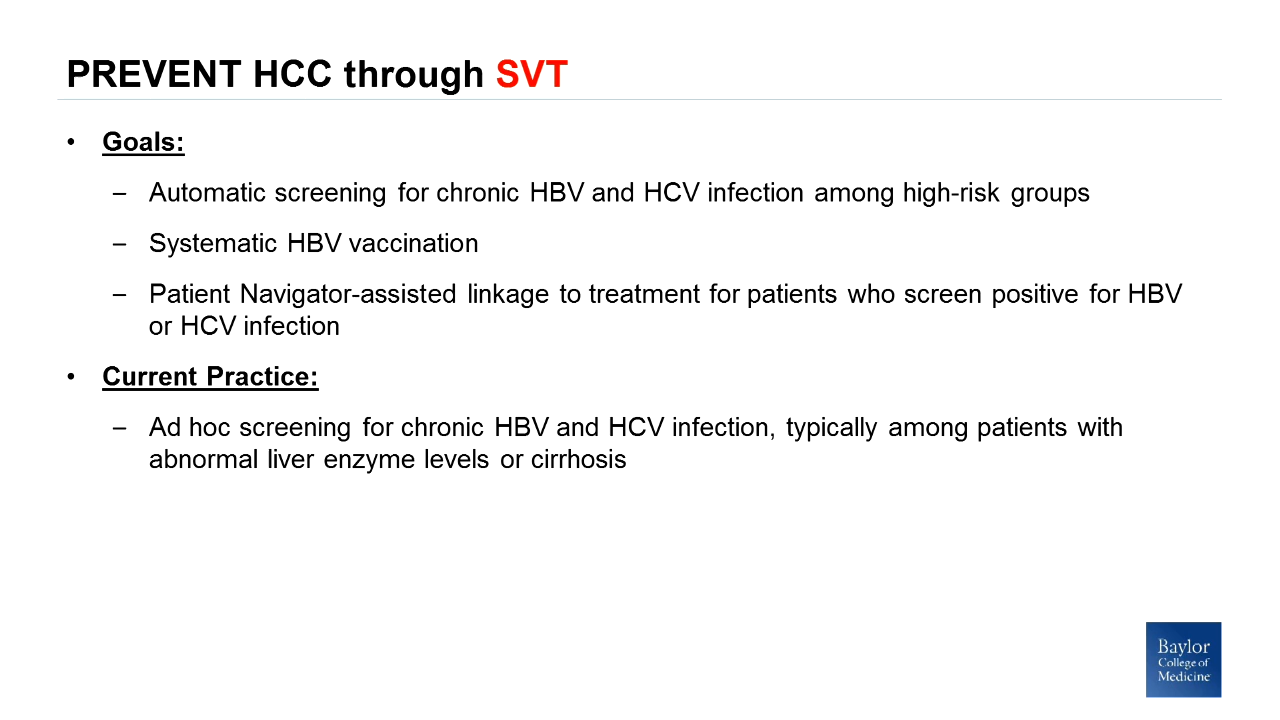 PREVENT HCC through SVT
• Goals:
– Automatic screening for chronic HBV and HCV infection among high-risk groups
– Systematic HBV vaccination
– Patient Navigator-assisted linkage to treatment for patients who screen positive for HBV
or HCV infection
• Current Practice:
– Ad hoc screening for chronic HBV and HCV infection, typically among patients with
abnormal liver enzyme levels or cirrhosis
Baylor
College of
Medicine